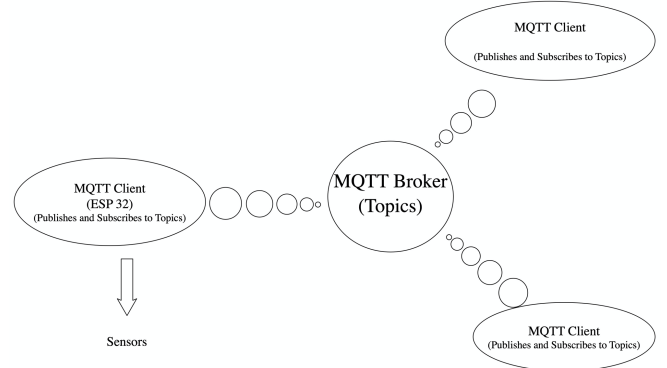 MQTT Client
(Publishes and Subscribes to Topics)
MQTT Client
(ESP 32)
(Publishes and Subscribes to Topics)
MQTT Broker
(Topics)
Sensors
MQTT Client
(Publishes and Subscribes to Topics)